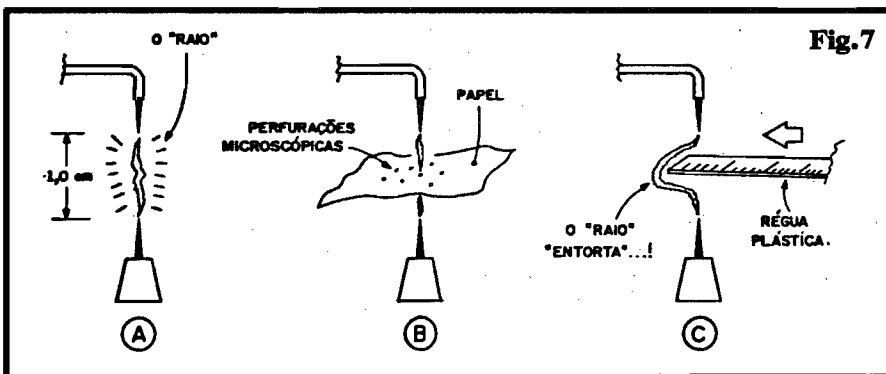 Fig.7
O "RAIO"
-1,0 cm
A
PERFURAÇÕES
MICROSCÓPICAS
PAPEL
B
O "RAIO"
"ENTORTA"...!
RÉGUA
PLÁSTICA.
C